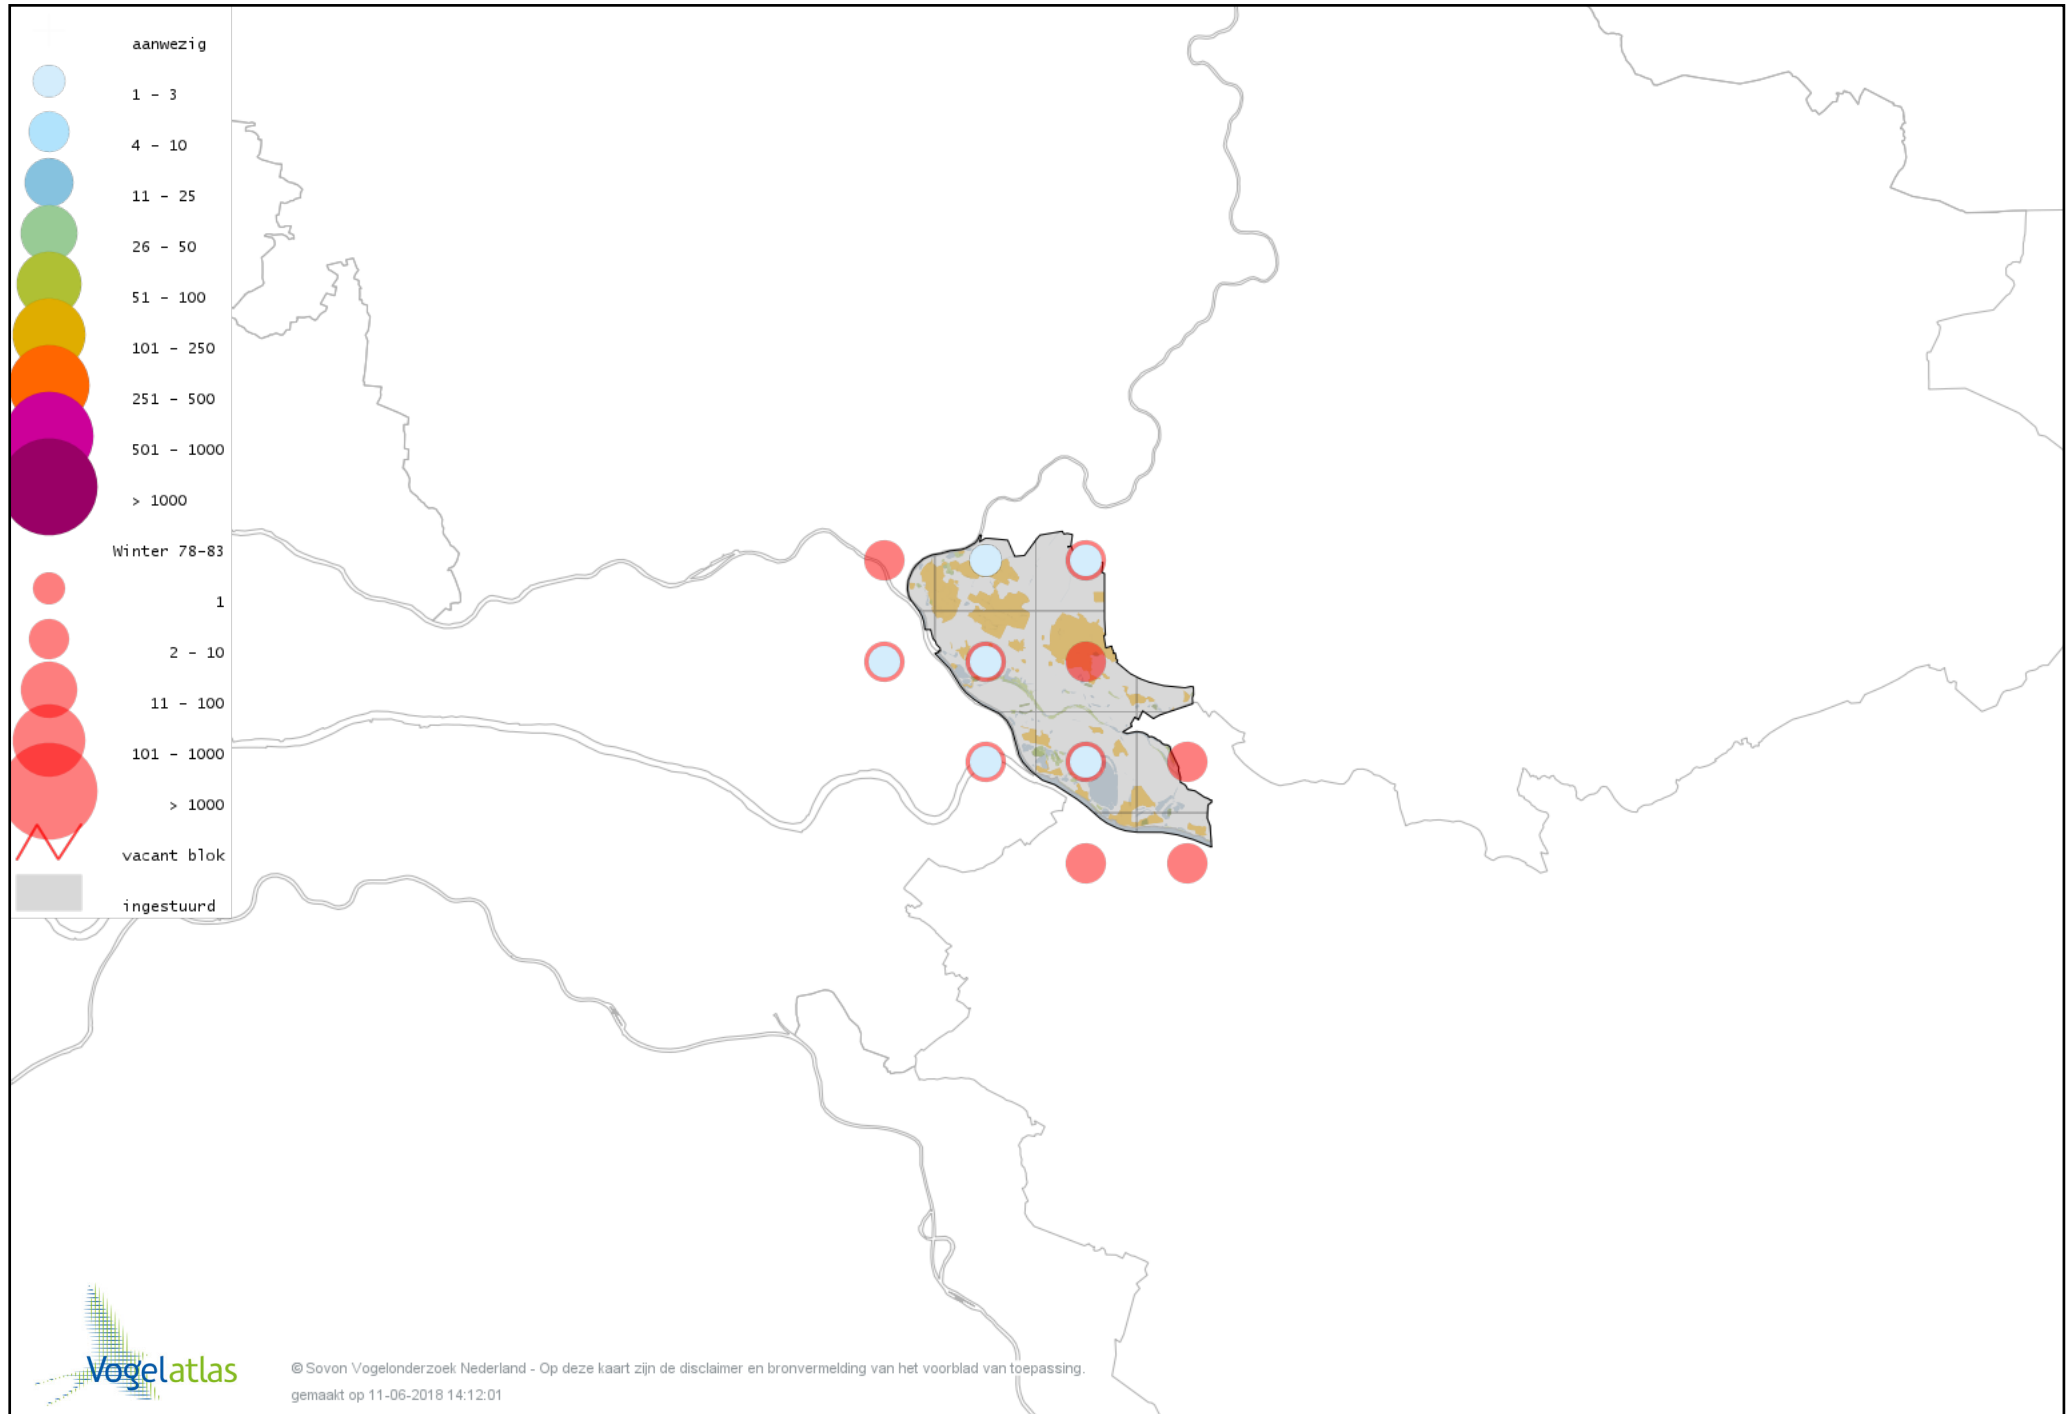 aanwezig
1 - 3
4 - 10
11 - 25
26 - 50
51 - 100
101 - 250
251 - 500
501 - 1000
> 1000
Winter 78-83
1
2 - 10
11 - 100
101 - 1000
> 1000
vacant blok
ingestuurd
Vogelatlas
© Sovon Vogelonderzoek Nederland - Op deze kaart zijn de disclaimer en bronvermelding van het voorblad van toepassing.
gemaakt op 11-06-2018 14:12:01